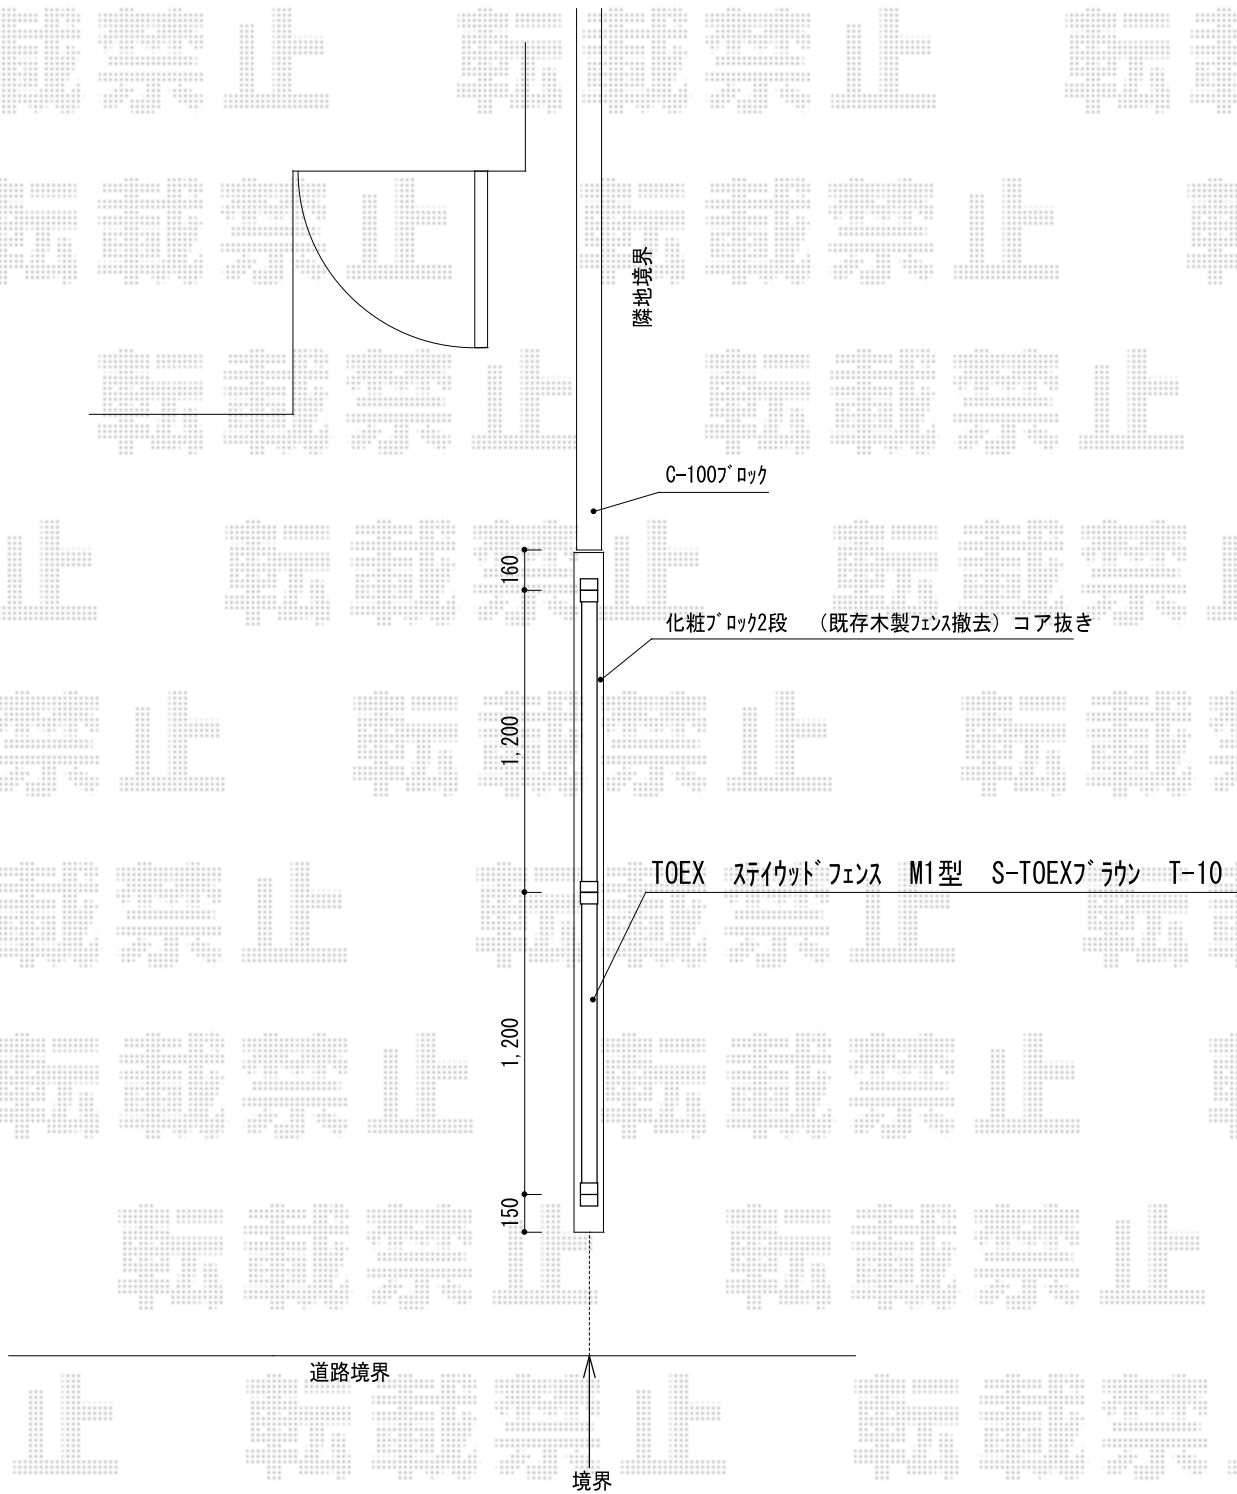 隣地境界
C-100ブロック
160
化粧ブロック2段　（既存木製フェンス撤去）コア抜き
1,200
TOEX　ステイウッドフェンス　M1型　S-TOEXブラウン　T-10
1,200
150
道路境界
境界
転載禁止